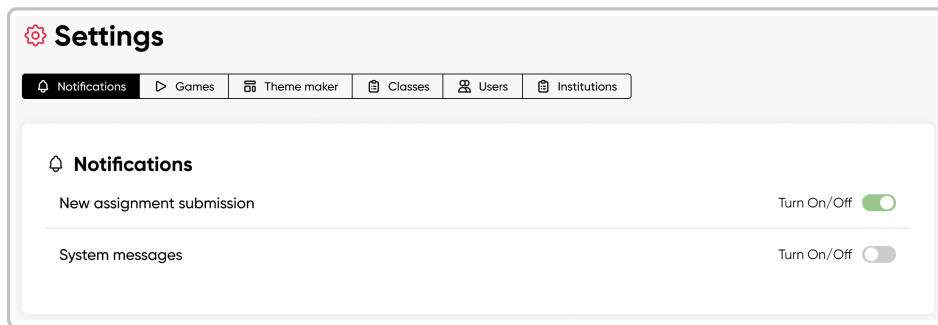 Settings
Notifications Games Theme maker Classes Users Institutions
Notifications
New assignment submission Turn On/Off
System messages Turn On/Off